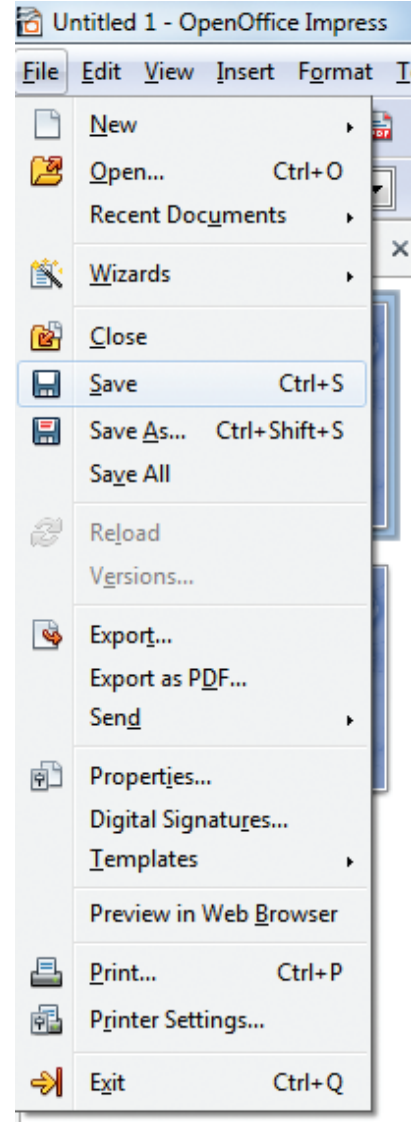 Untitled 1 - OpenOffice Impress
File Edit View Insert Format T
New
Open... Ctrl+O
Recent Documents
Wizards
Close
Save Ctrl+S
Save As... Ctrl+Shift+S
Save All
Reload
Versions...
Export...
Export as PDF...
Send
Properties...
Digital Signatures...
Templates
Preview in Web Browser
Print... Ctrl+P
Printer Settings...
Exit Ctrl+Q